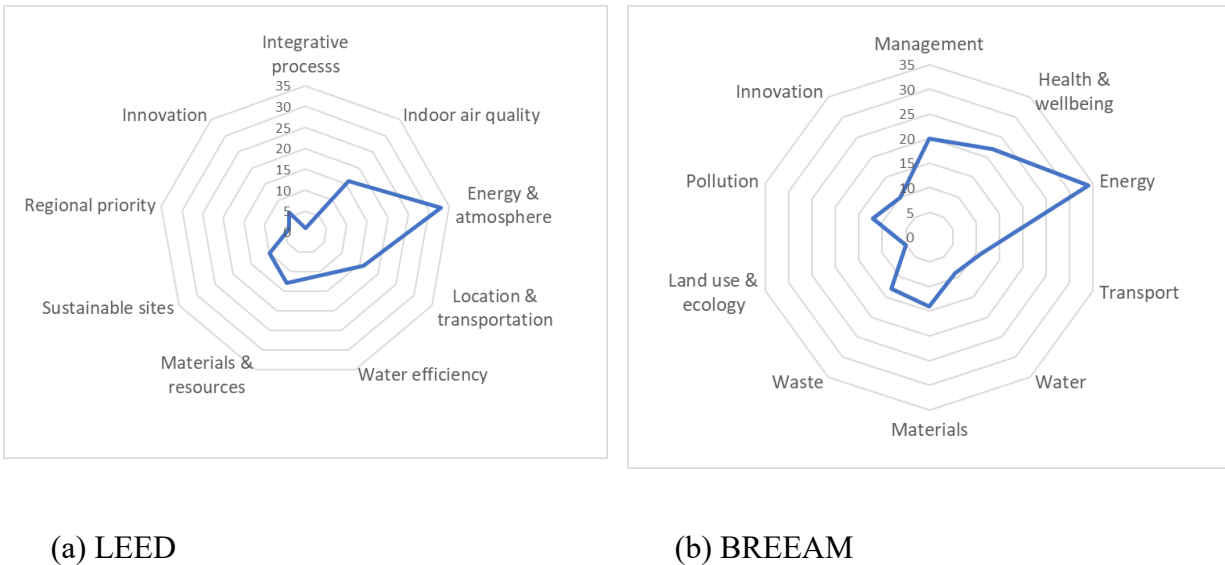 Integrative
processs
35
30
25
20
15
10
5
0
Indoor air quality
Energy &
atmosphere
Location &
transportation
Water efficiency
Materials &
resources
Sustainable sites
Regional priority
Innovation
(a) LEED
Management
35
30
25
20
15
10
5
0
Health &
wellbeing
Energy
Transport
Water
Materials
Waste
Land use &
ecology
Pollution
Innovation
(b) BREEAM